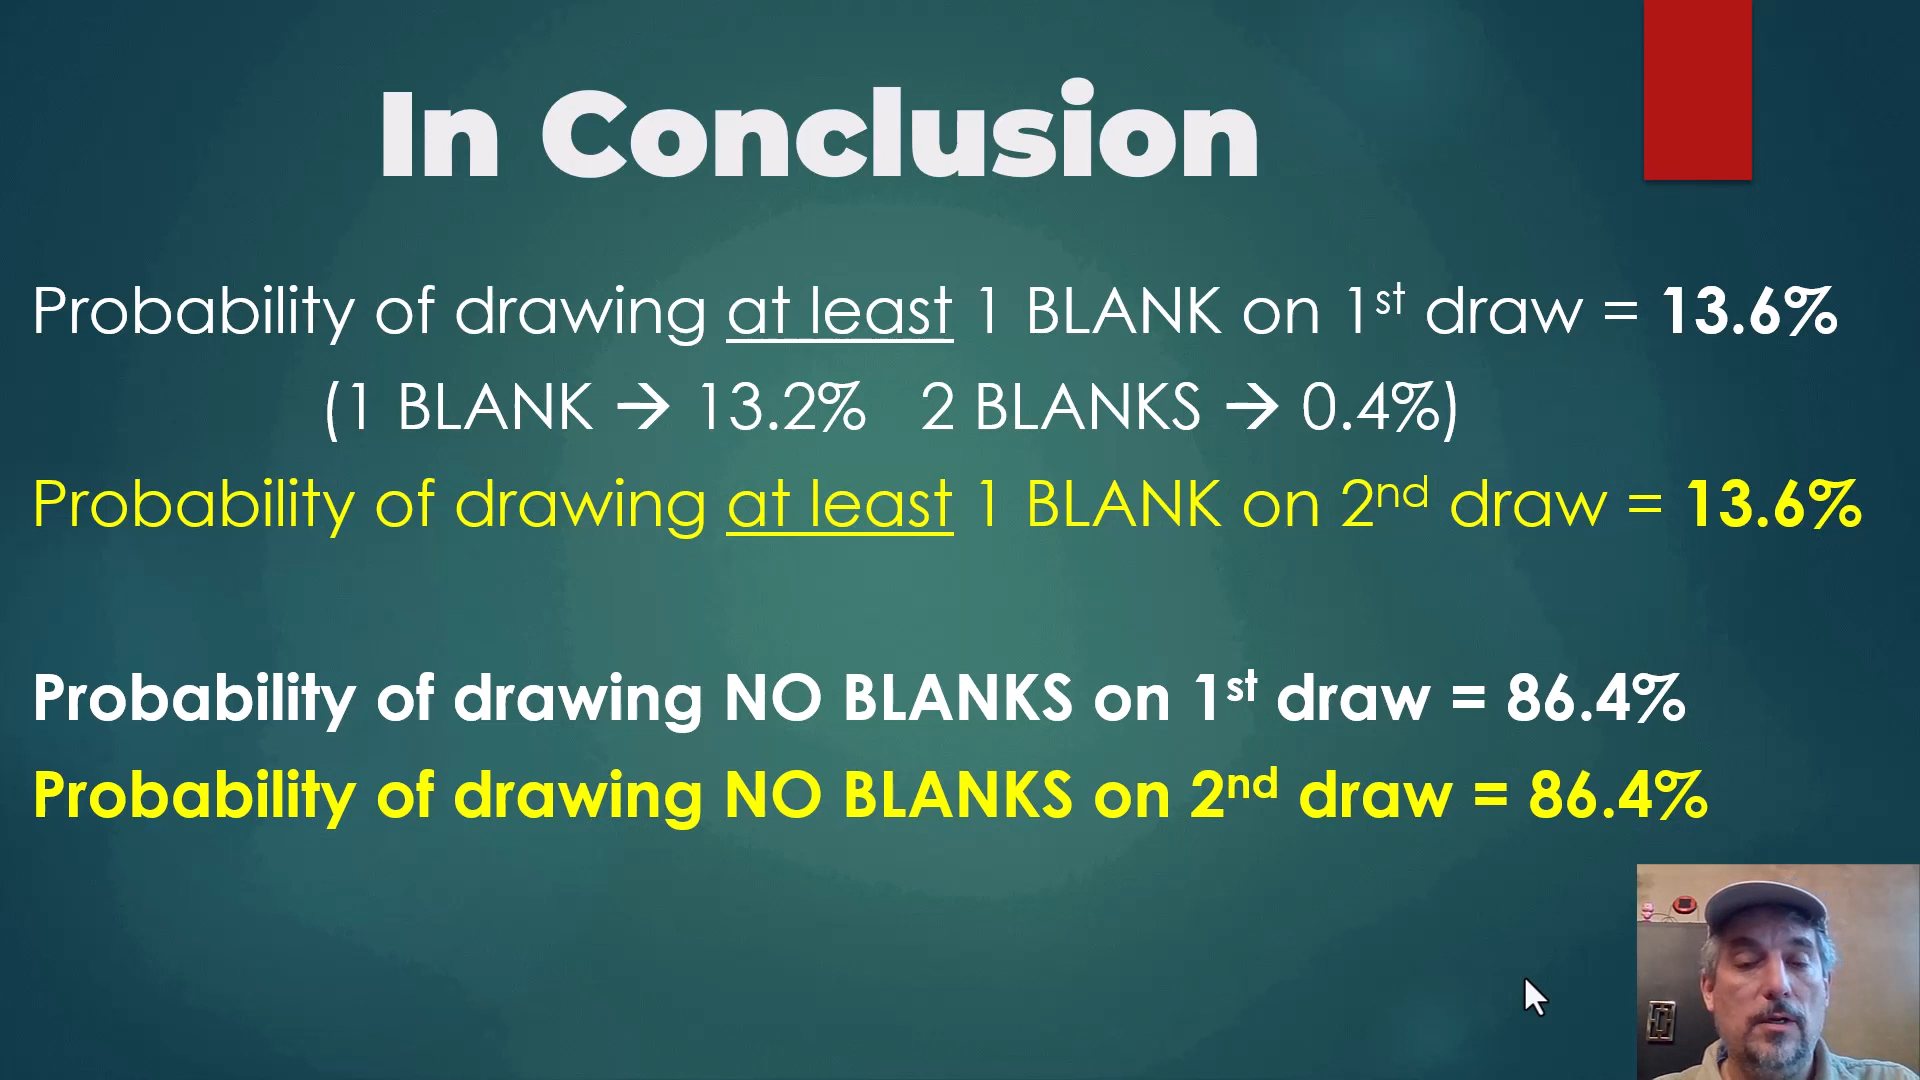 In Conclusion
Probability of drawing at least 1 BLANK on 1st draw = 13.6%
(1 BLANK → 13.2% 2 BLANKS → 0.4%)
Probability of drawing at least 1 BLANK on 2nd draw = 13.6%
Probability of drawing NO BLANKS on 1st draw = 86.4%
Probability of drawing NO BLANKS on 2nd draw = 86.4%